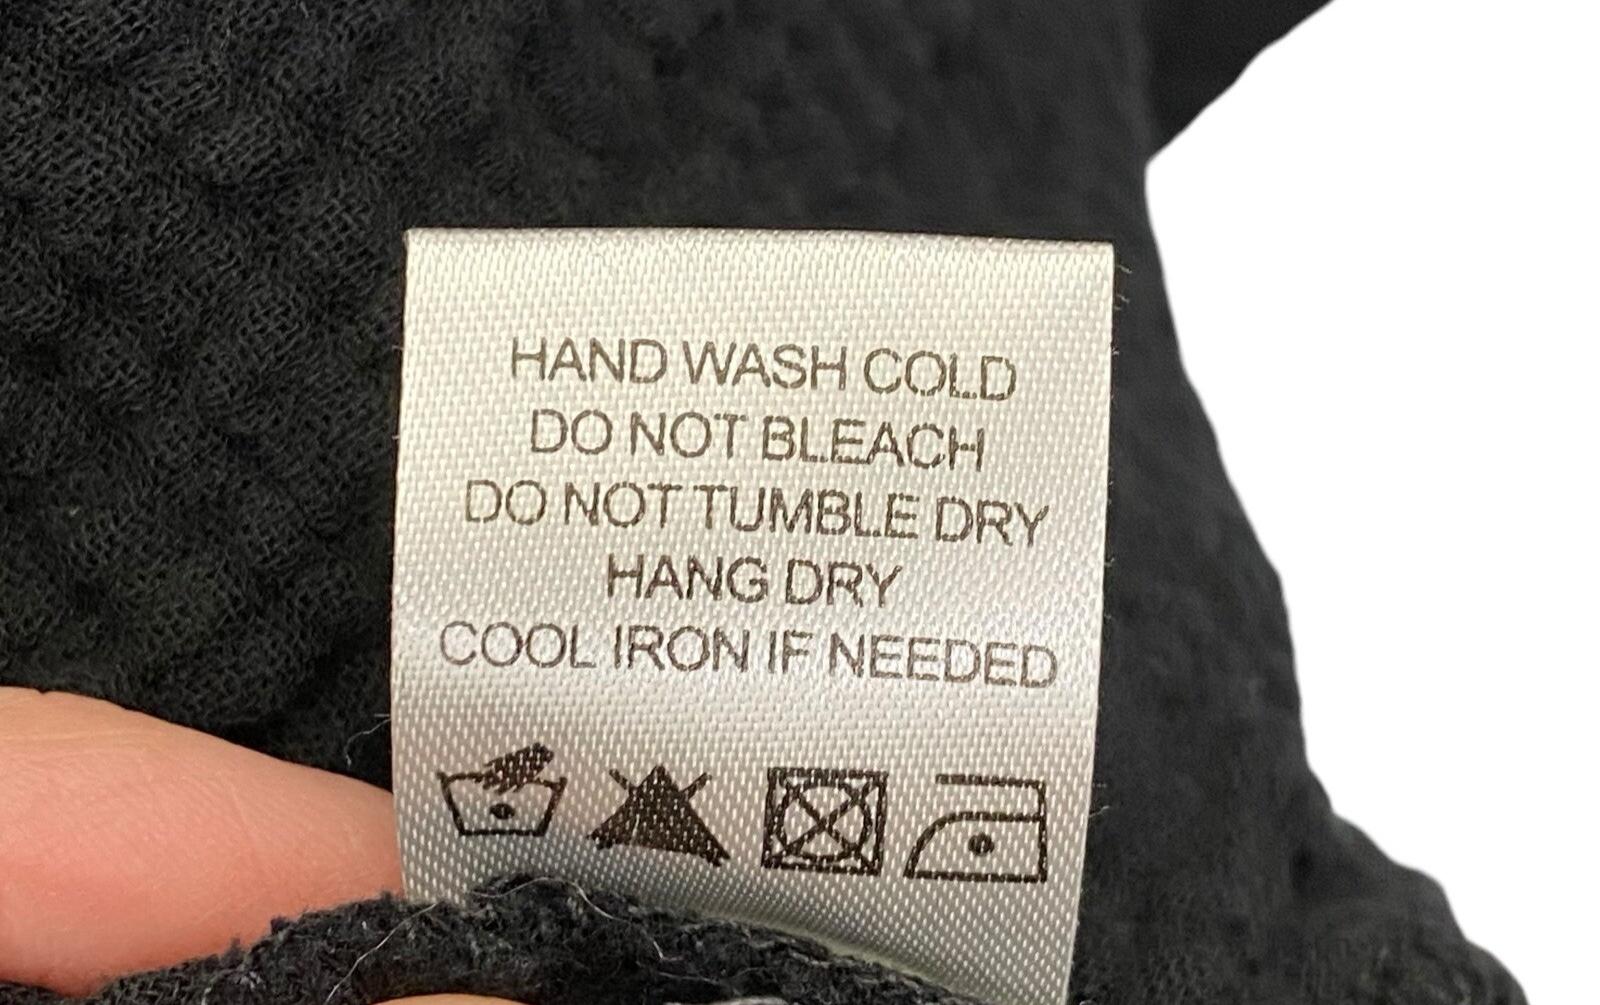 HAND WASH COLD
DO NOT BLEACH
DO NOT TUMBLE DRY
HANG DRY
COOL IRON IF NEEDED